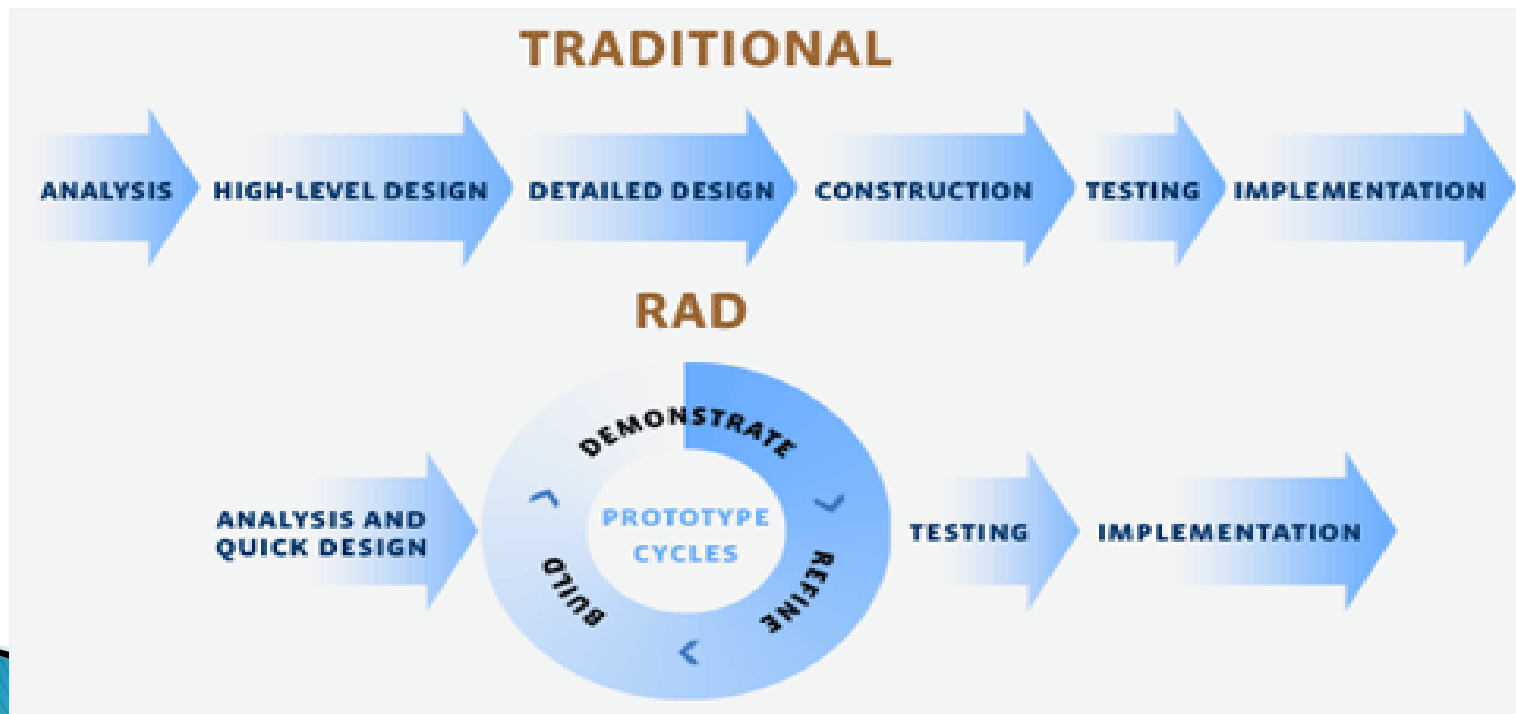 TRADITIONAL
ANALYSIS
HIGH-LEVEL DESIGN
DETAILED DESIGN
CONSTRUCTION
TESTING
IMPLEMENTATION
RAD
ANALYSIS AND
QUICK DESIGN
DEMONSTRATE
REFINE
BUILD
PROTOTYPE
CYCLES
TESTING
IMPLEMENTATION